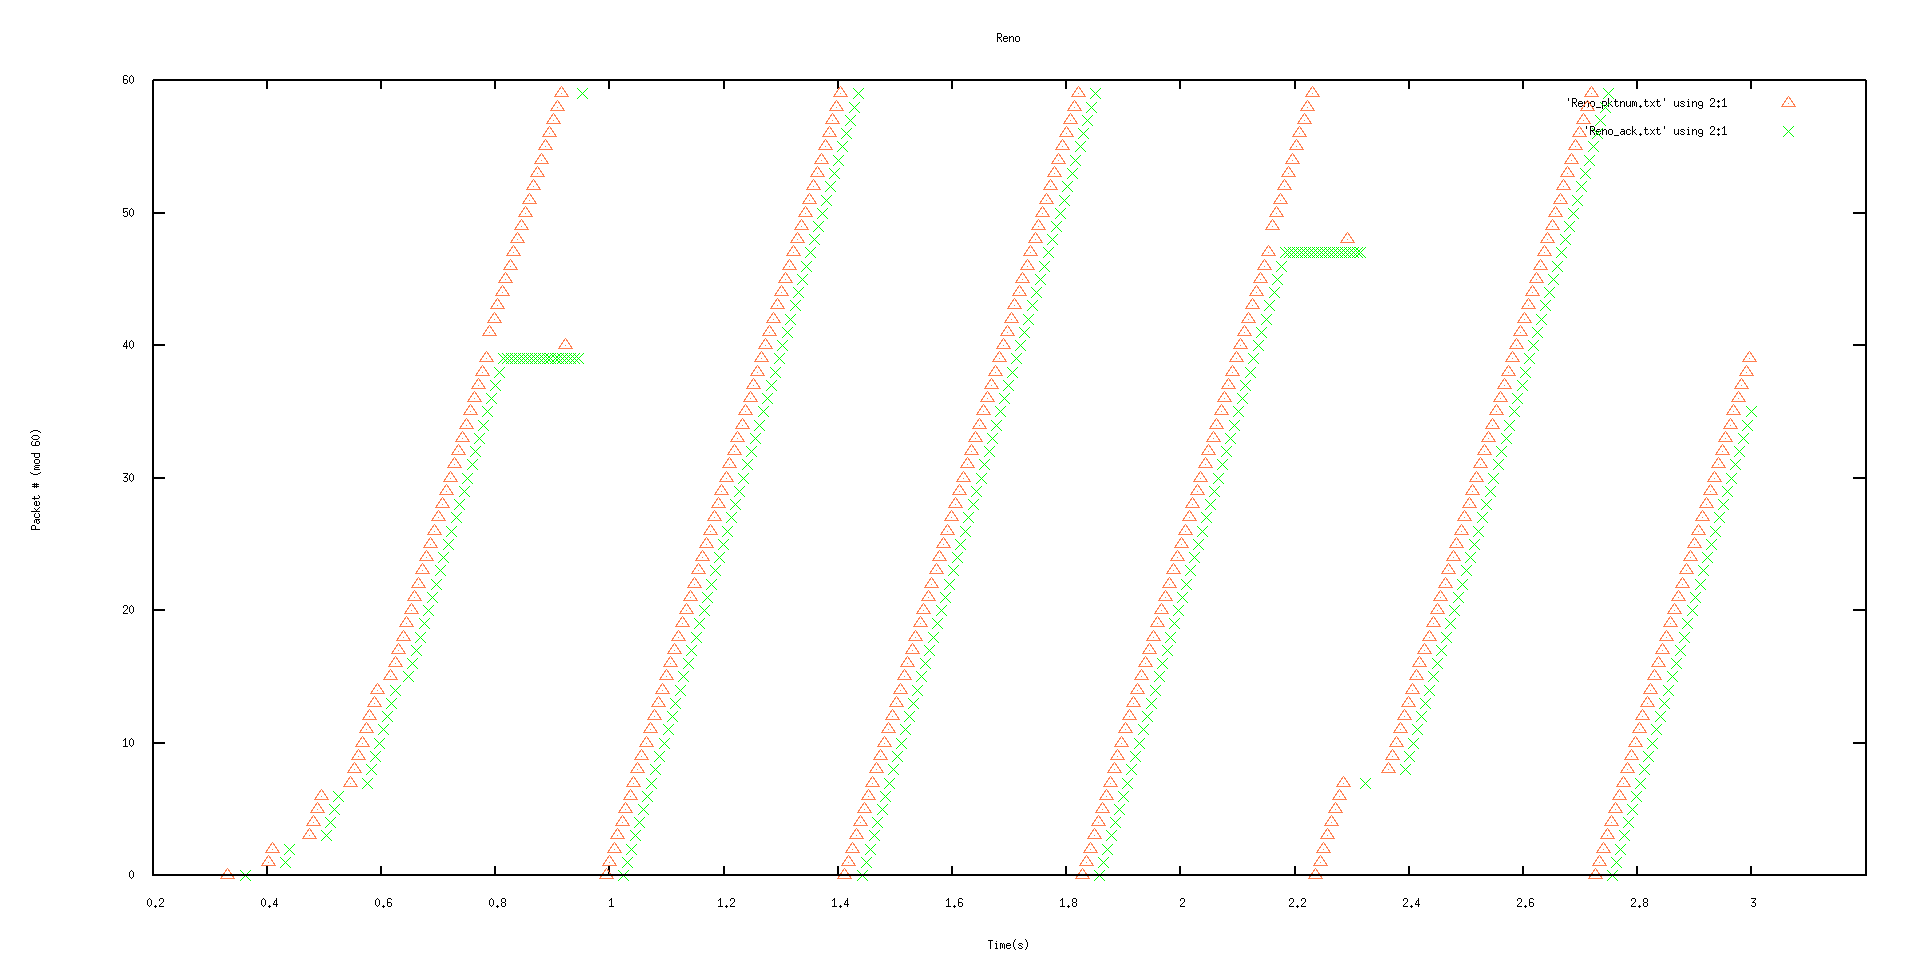 Reno
60
'Reno_pktnum.txt' using 2:1
'Reno_ack.txt' using 2:1
50
40
30
20
10
0
Packet # (mod 60)
0.2 0.4 0.6 0.8 1 1.2 1.4 1.6 1.8 2 2.2 2.4 2.6 2.8 3
Time(s)